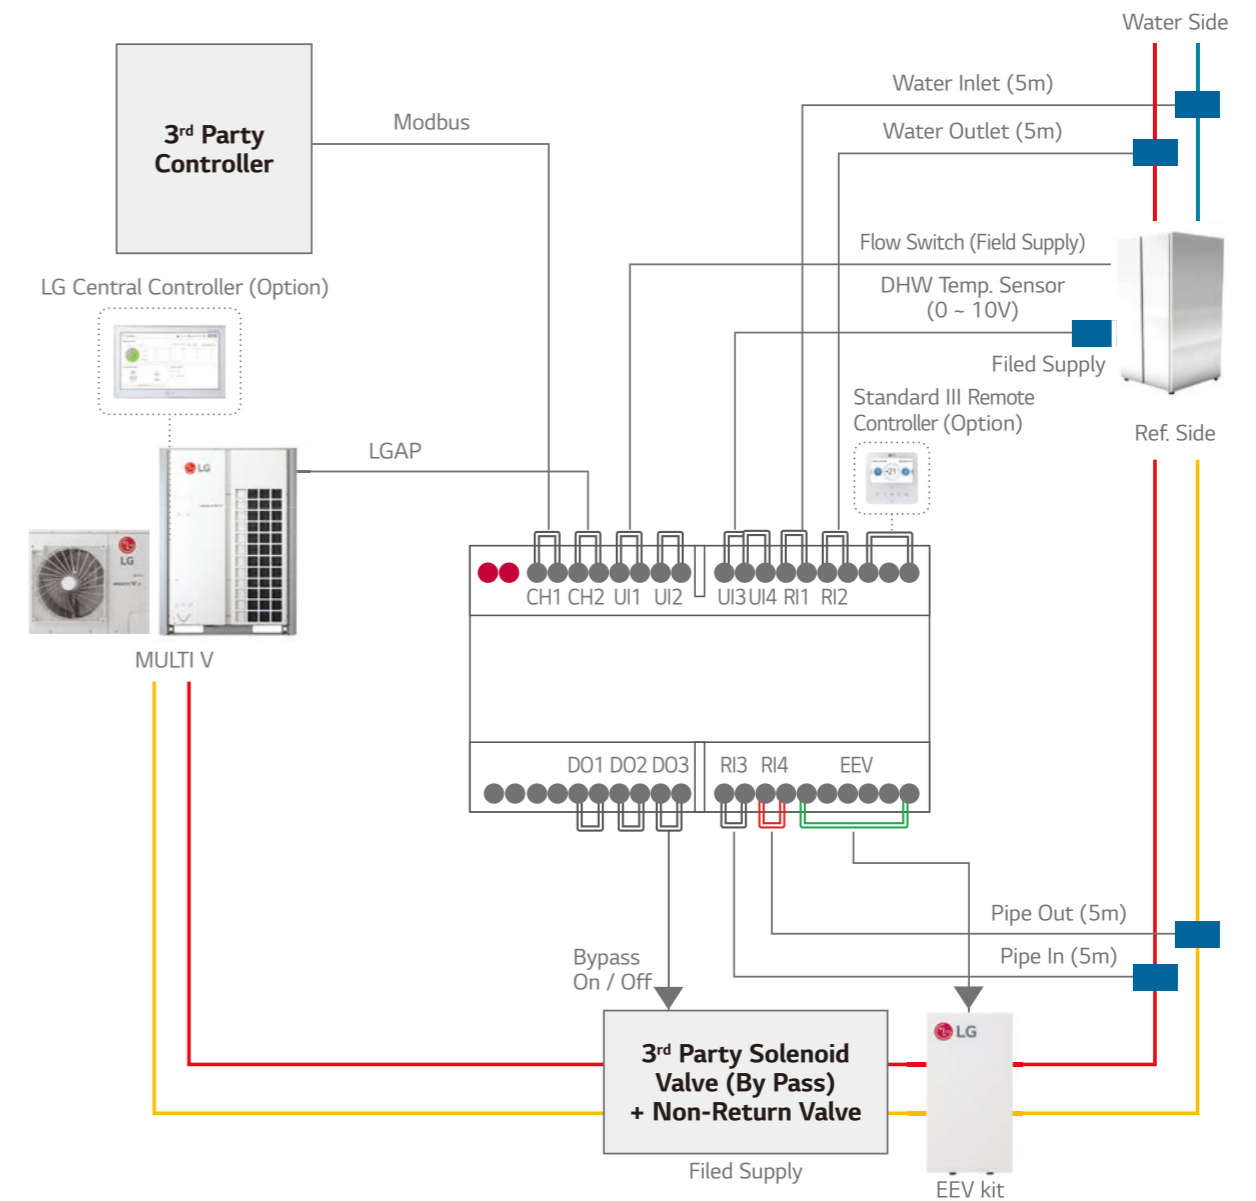 Water Side
Water Inlet (5m)
Modbus
Water Outlet (5m)
3rd Party
Controller
Flow Switch (Field Supply)
LG Central Controller (Option)
DHW Temp. Sensor
(0 ~ 10V)
Filed Supply
Standard III Remote
Controller (Option)
Ref. Side
LGAP
LG
LG
21
MULTI V
CH1 CH2 UI1 UI2 UI3 UI4 RI1 RI2
DO1 DO2 DO3 RI3 RI4 EEV
Pipe Out (5m)
Bypass
On / Off
Pipe In (5m)
LG
3rd Party Solenoid
Valve (By Pass)
+ Non-Return Valve
Filed Supply
EEV kit